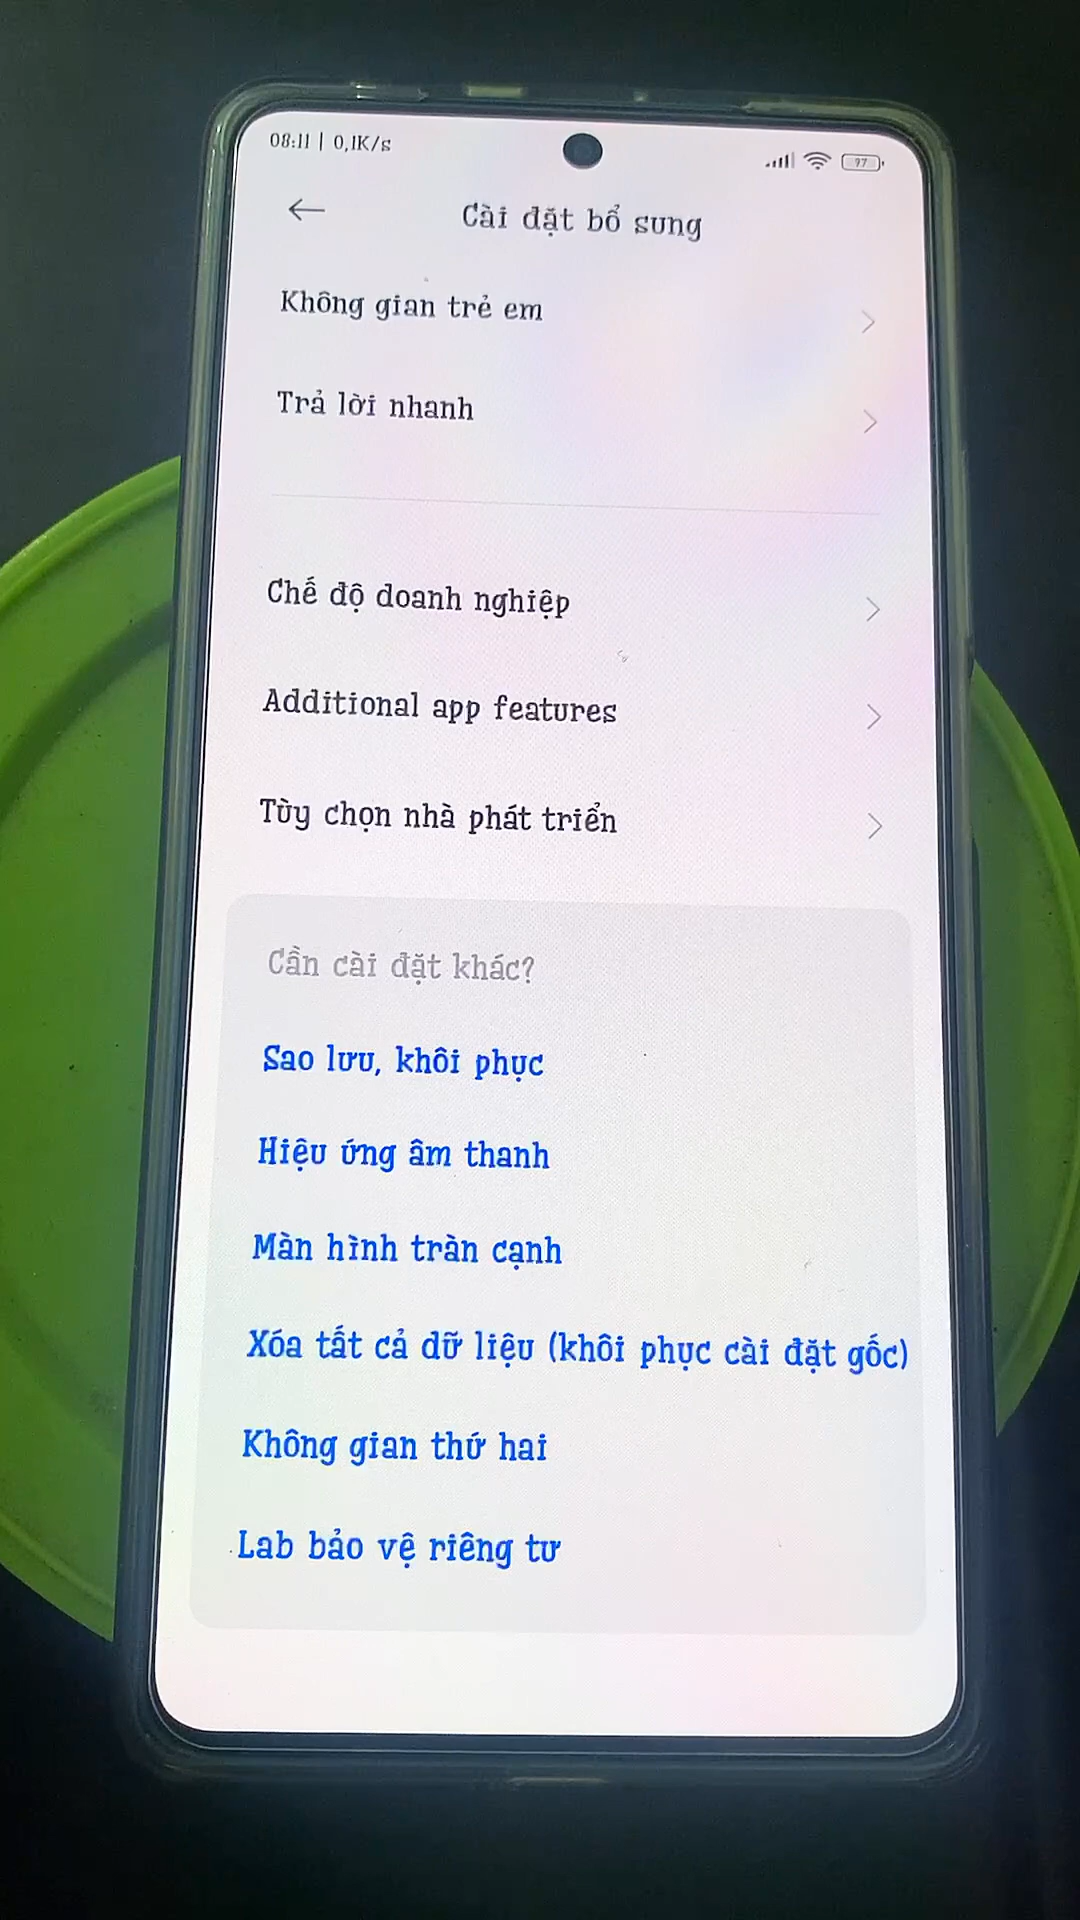 08:11 | 0,1K/s
97
Cài đặt bổ sung
Không gian trẻ em
Trả lời nhanh
Chế độ doanh nghiệp
Additional app features
Tùy chọn nhà phát triển
Cần cài đặt khác?
Sao lưu, khôi phục
Hiệu ứng âm thanh
Màn hình tràn cạnh
Xóa tất cả dữ liệu (khôi phục cài đặt gốc)
Không gian thứ hai
Lab bảo vệ riêng tư